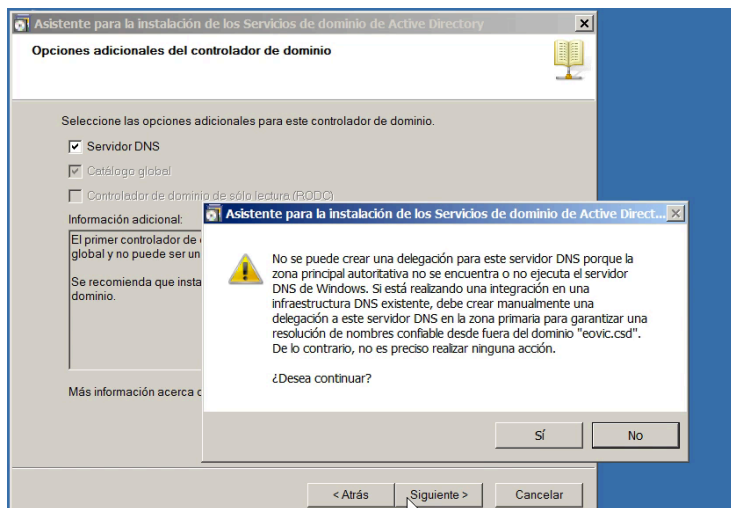 Asistente para la instalación de los Servicios de dominio de Active Directory
Opciones adicionales del controlador de dominio
Seleccione las opciones adicionales para este controlador de dominio.
Servidor DNS
Catálogo global
Controlador de dominio de sólo lectura (RODC)
Información adicional:
El primer controlador de
global y no puede ser un
Se recomienda que insta
dominio.
Más información acerca
Asistente para la instalación de los Servicios de dominio de Active Direct...
No se puede crear una delegación para este servidor DNS porque la
zona principal autoritativa no se encuentra o no ejecuta el servidor
DNS de Windows. Si está realizando una integración en una
infraestructura DNS existente, debe crear manualmente una
delegación a este servidor DNS en la zona primaria para garantizar una
resolución de nombres confiable desde fuera del dominio "eovic.csd".
De lo contrario, no es preciso realizar ninguna acción.
¿Desea continuar?
Sí
No
< Atrás
Siguiente >
Cancelar